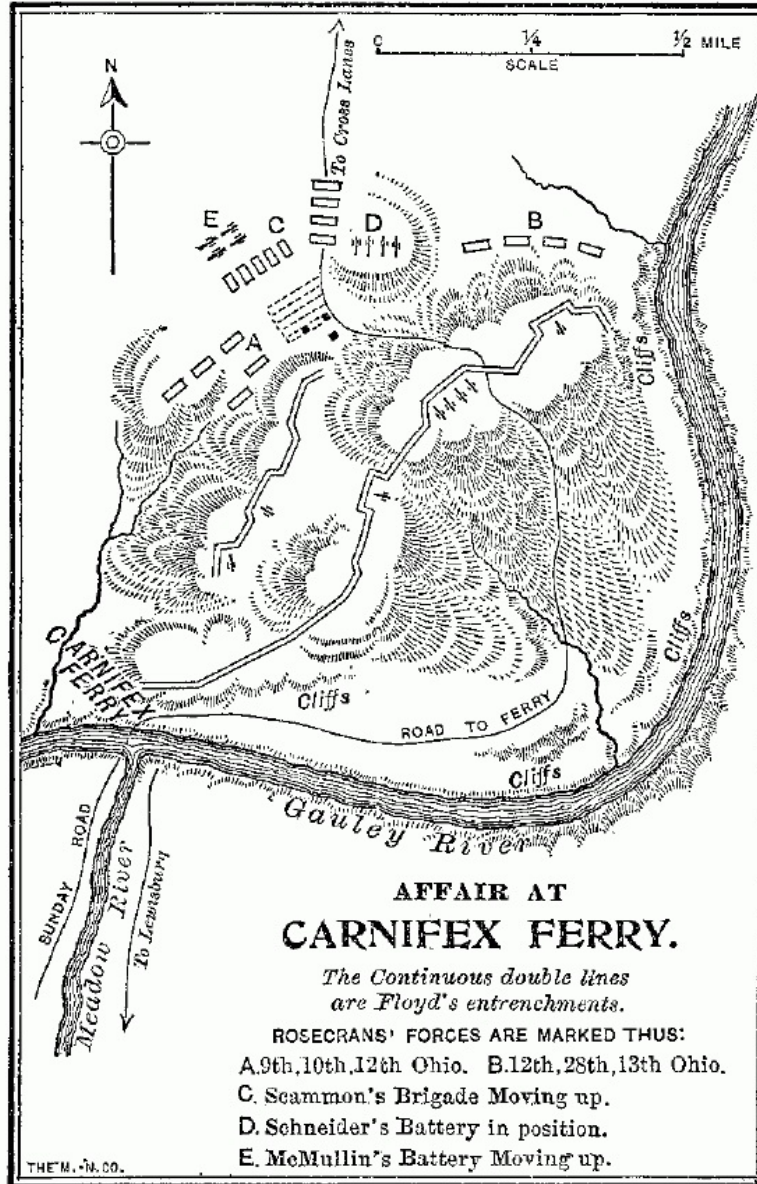 0 1/4 1/2 MILE
SCALE
N
To Cross Lanes
E
C
D
B
A
Cliffs
Cliffs
CARNIFEX
FERRY
Cliffs
ROAD TO FERRY
Cliffs
Gauley River
SUNDAY ROAD
Meadow River
To Lewisburg
AFFAIR AT
CARNIFEX FERRY.
The Continuous double lines
are Floyd's entrenchments.
ROSECRANS' FORCES ARE MARKED THUS:
A.9th,10th,12th Ohio. B.12th,28th,13th Ohio.
C. Scammon's Brigade Moving up.
D. Schneider's Battery in position.
E. McMullin's Battery Moving up.
THE M.-N.CO.